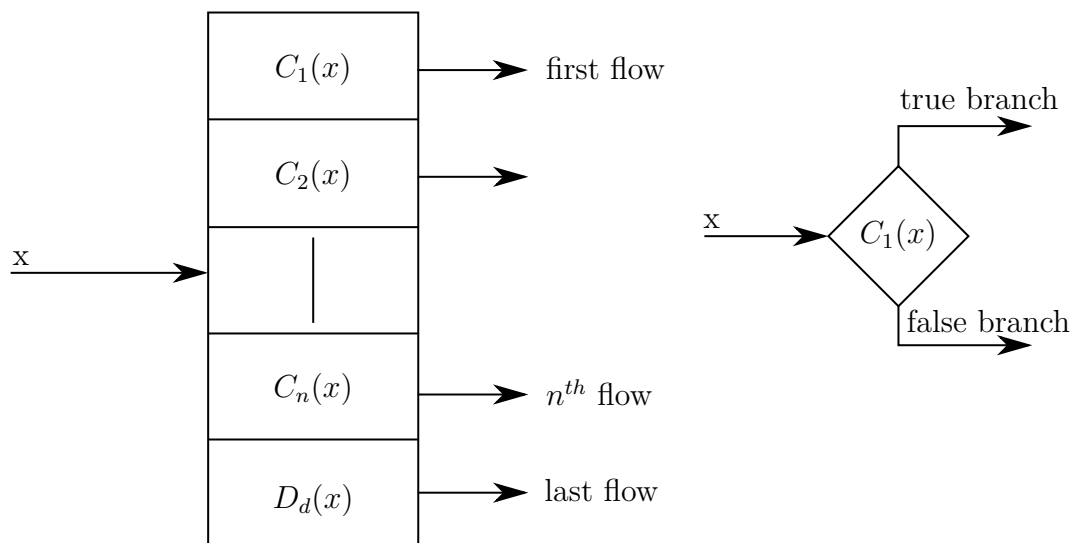 C_1(x)
first flow
C_2(x)
x
C_n(x)
n^{th} flow
D_d(x)
last flow
true branch
x
C_1(x)
false branch